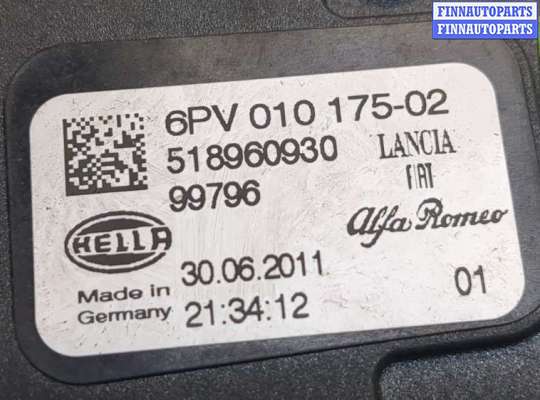 FINNAUTOPARTS
FINNAUTOPARTS
6PV 010 175-02
518960930
LANCIA
99796
FIAT
HELLA
Alfa Romeo
30.06.2011
Made in
Germany
21:34:12
01